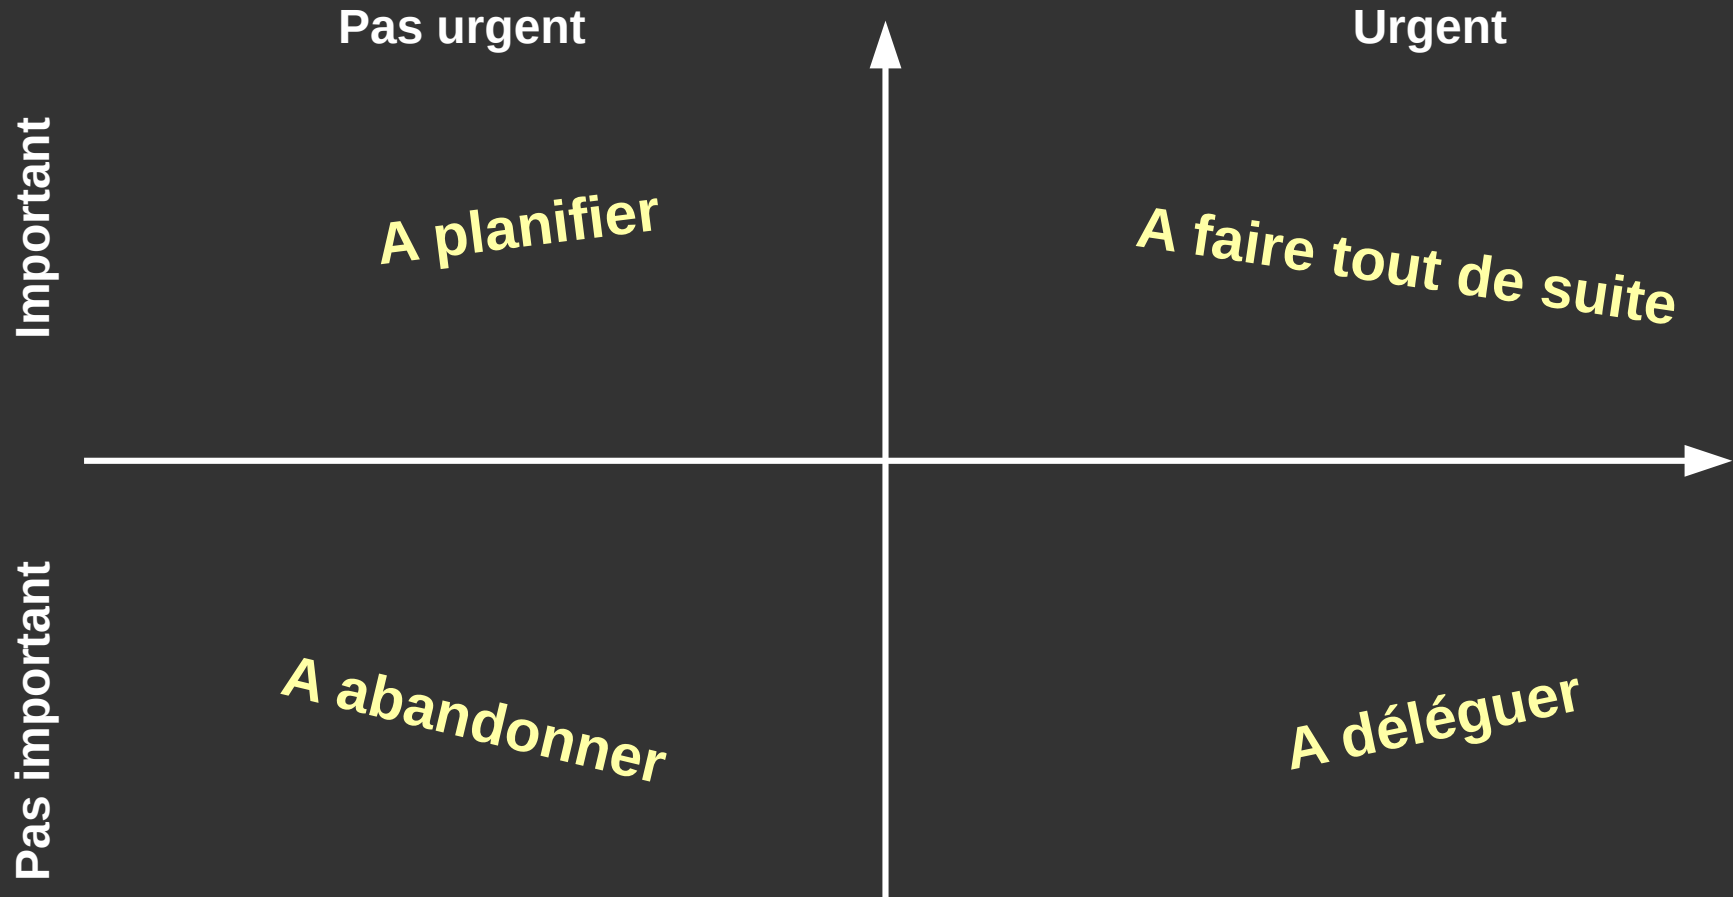 Pas urgent
Urgent
Important
A planifier
A faire tout de suite
Pas important
A abandonner
A déléguer